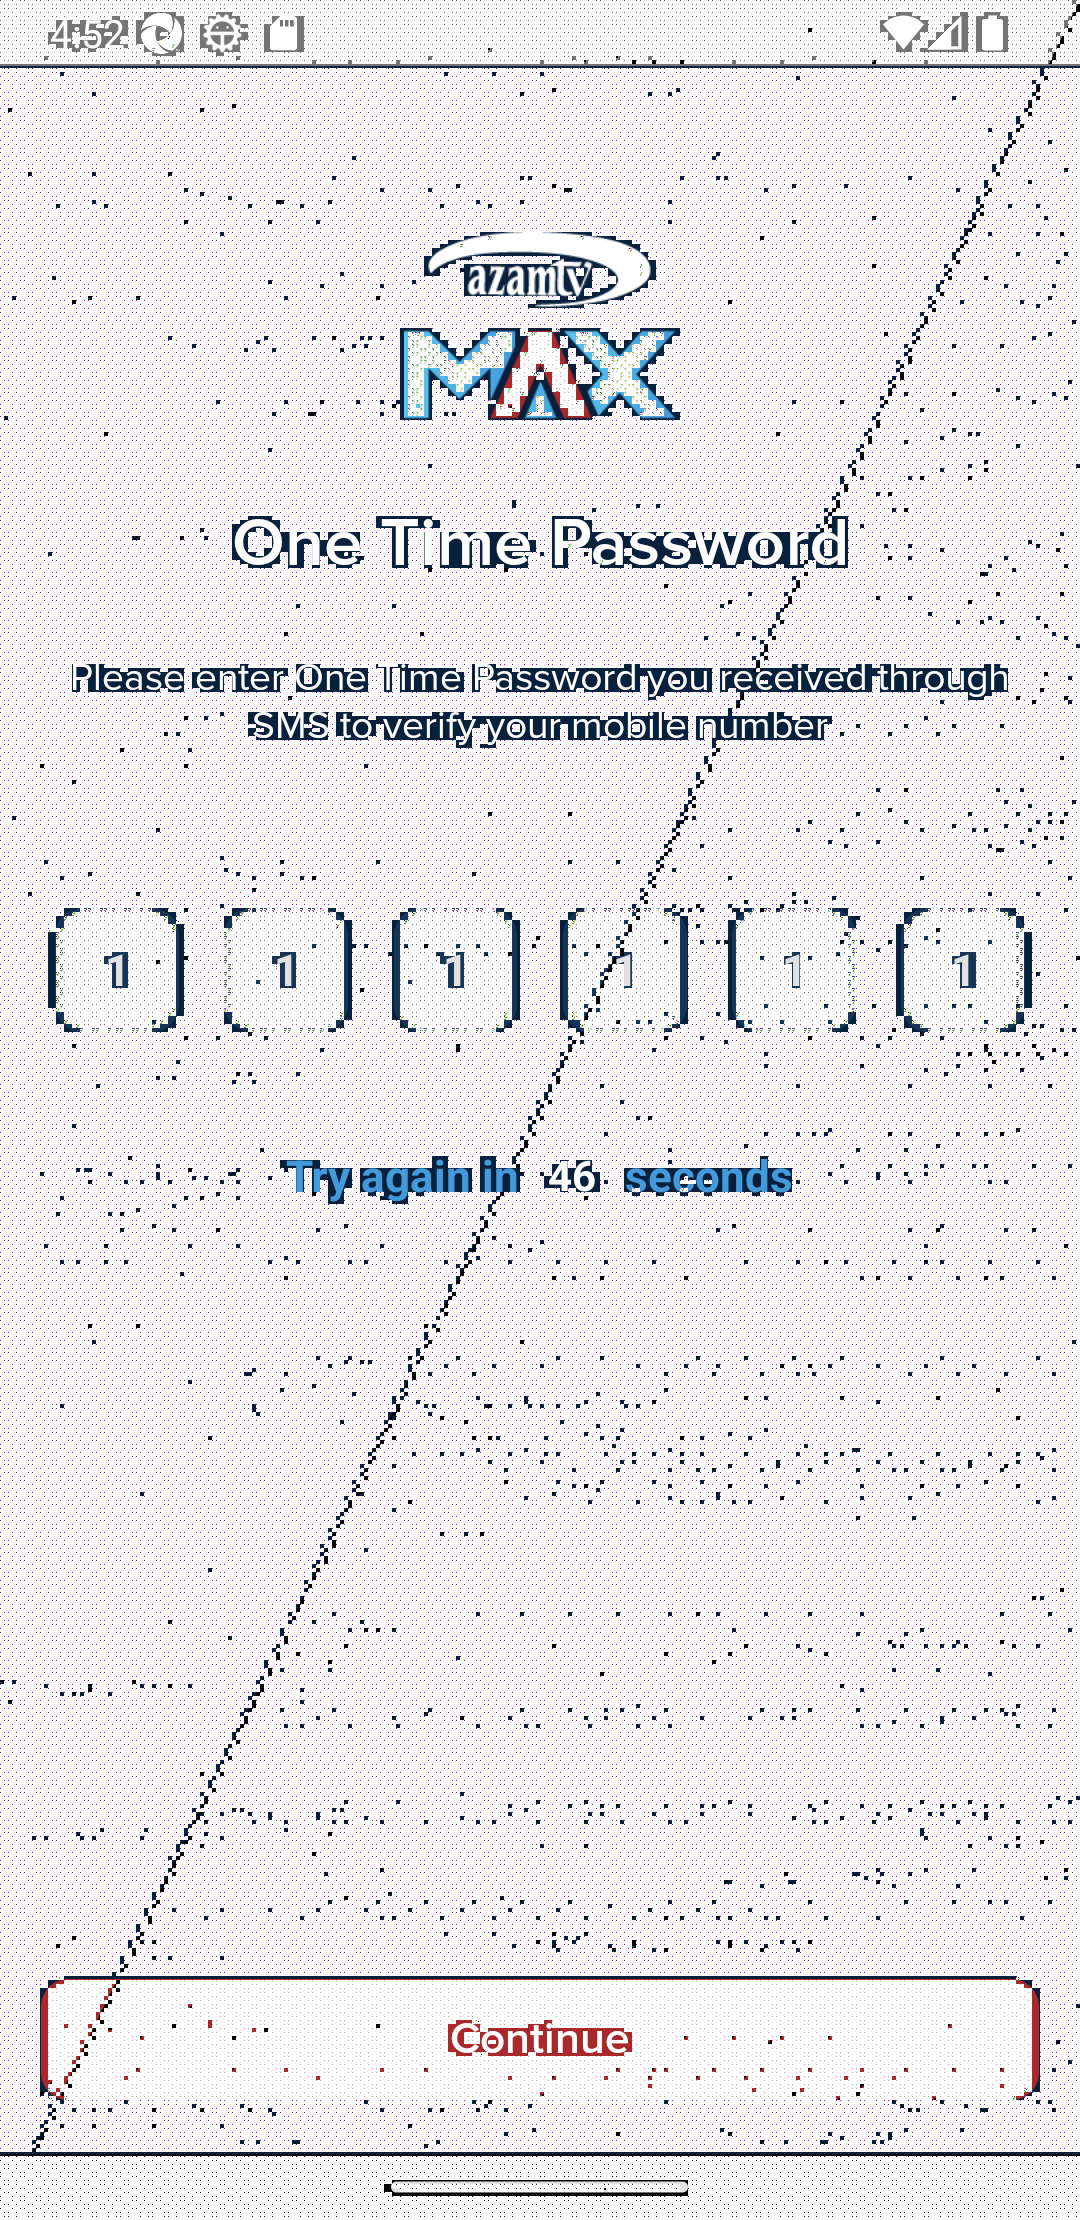 4:52
azamtv
MAX
One Time Password
Please enter One Time Password you received through
SMS to verify your mobile number
1 1 1 1 1 1
Try again in 46 seconds
Continue